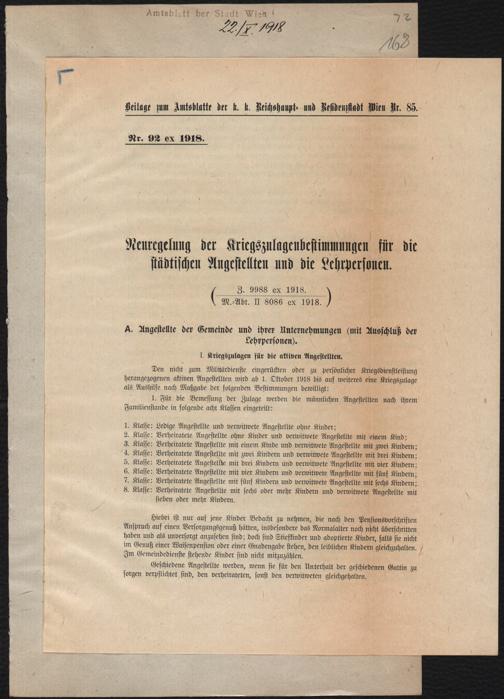 Amtsblatt der Stadt Wien
22/X. 1918
72
168
Beilage zum Amtsblatte der k. k. Reichshaupt- und Residenzstadt Wien Nr. 85.
Nr. 92 ex 1918.
Neuregelung der Kriegszulagenbestimmungen für die
städtischen Angestellten und die Lehrpersonen.
(Z. 9988 ex 1918.
M.-Abt. II 8086 ex 1918.)
A. Angestellte der Gemeinde und ihrer Unternehmungen (mit Ausschluß der
Lehrpersonen).
I. Kriegszulagen für die aktiven Angestellten.
Den nicht zum Militärdienste eingerückten oder zu persönlicher Kriegsdienstleistung
herangezogenen aktiven Angestellten wird ab 1. Oktober 1918 bis auf weiteres eine Kriegszulage
als Aushilfe nach Maßgabe der folgenden Bestimmungen bewilligt:
1. Für die Bemessung der Zulage werden die männlichen Angestellten nach ihrem
Familienstande in folgende acht Klassen eingeteilt:
1. Klasse: Ledige Angestellte und verwitwete Angestellte ohne Kinder;
2. Klasse: Verheiratete Angestellte ohne Kinder und verwitwete Angestellte mit einem Kind;
3. Klasse: Verheiratete Angestellte mit einem Kind und verwitwete Angestellte mit zwei Kindern;
4. Klasse: Verheiratete Angestellte mit zwei Kindern und verwitwete Angestellte mit drei Kindern;
5. Klasse: Verheiratete Angestellte mit drei Kindern und verwitwete Angestellte mit vier Kindern;
6. Klasse: Verheiratete Angestellte mit vier Kindern und verwitwete Angestellte mit fünf Kindern;
7. Klasse: Verheiratete Angestellte mit fünf Kindern und verwitwete Angestellte mit sechs Kindern;
8. Klasse: Verheiratete Angestellte mit sechs oder mehr Kindern und verwitwete Angestellte mit
sieben oder mehr Kindern.
Hiebei ist nur auf jene Kinder Bedacht zu nehmen, die nach den Pensionsvorschriften
Anspruch auf einen Versorgungsgenuß hätten, insbesondere das Normalalter noch nicht überschritten
haben und als unversorgt anzusehen sind; doch sind Stiefkinder und adoptierte Kinder, falls sie nicht
im Genuß einer Waisenpension oder einer Gnadengabe stehen, den leiblichen Kindern gleichzuhalten.
Im Gemeindedienste stehende Kinder sind nicht mitzuzählen.
Geschiedene Angestellte werden, wenn sie für den Unterhalt der geschiedenen Gattin zu
sorgen verpflichtet sind, den verheirateten, sonst den verwitweten gleichgehalten.